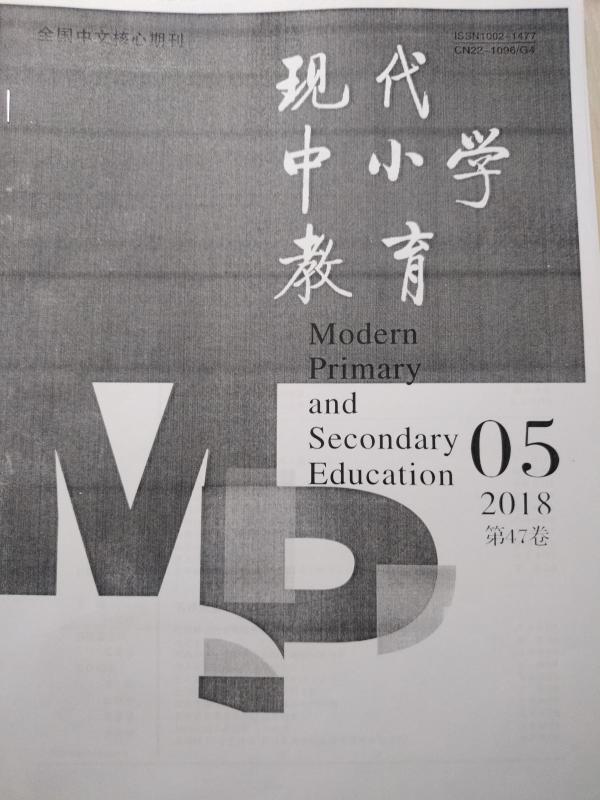 全国中文核心期刊
ISSN1002-1477
CN22-1096/G4
现代
中小学
教育
Modern
Primary
and
Secondary
Education
05
2018
第47卷